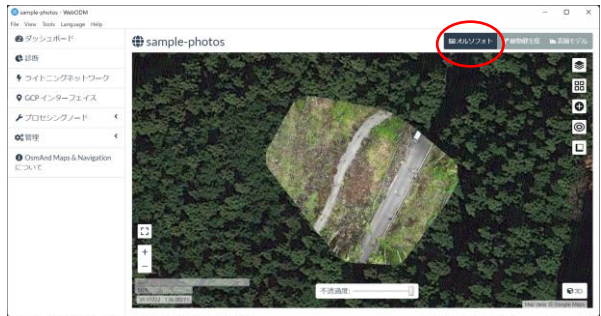 sample-photos - WebODM
File View Tools Language Help
ダッシュボード
診断
ライトニングネットワーク
GCP インターフェイス
プロセシングノード
管理
OsmAnd Maps & Navigation
について
sample-photos
オルソフォト
植物健全度
表層モデル
不透過度:
3D
Map data: © Google Maps